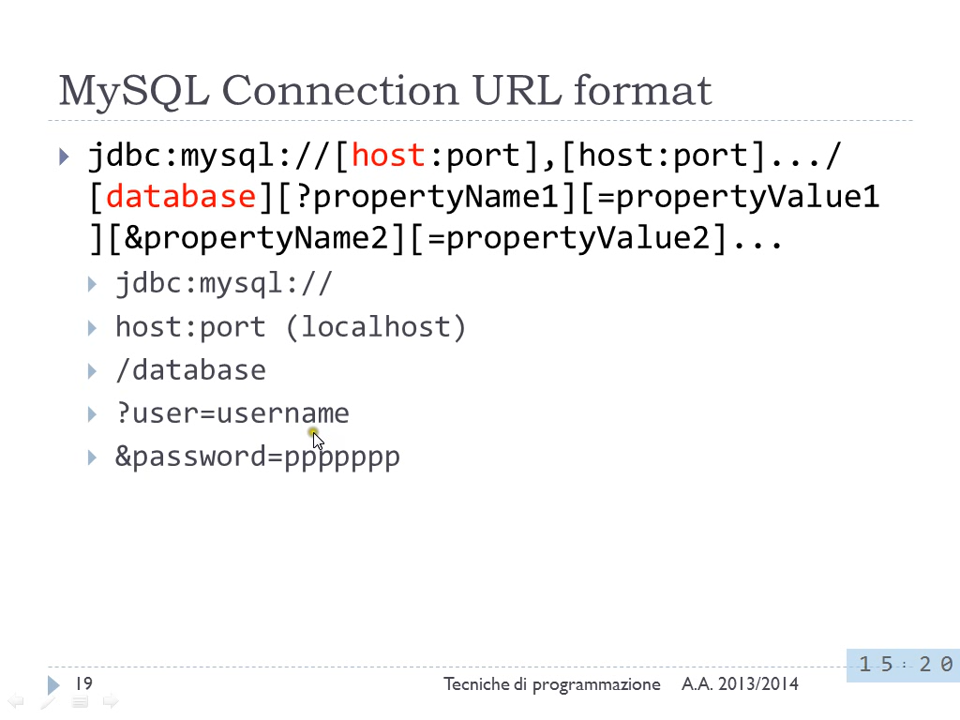 MySQL Connection URL format
jdbc:mysql://[host:port],[host:port].../
[database][?propertyName1][=propertyValue1
][&propertyName2][=propertyValue2]...
jdbc:mysql://
host:port (localhost)
/database
?user=username
&password=ppppppp
19
Tecniche di programmazione A.A. 2013/2014
15:20